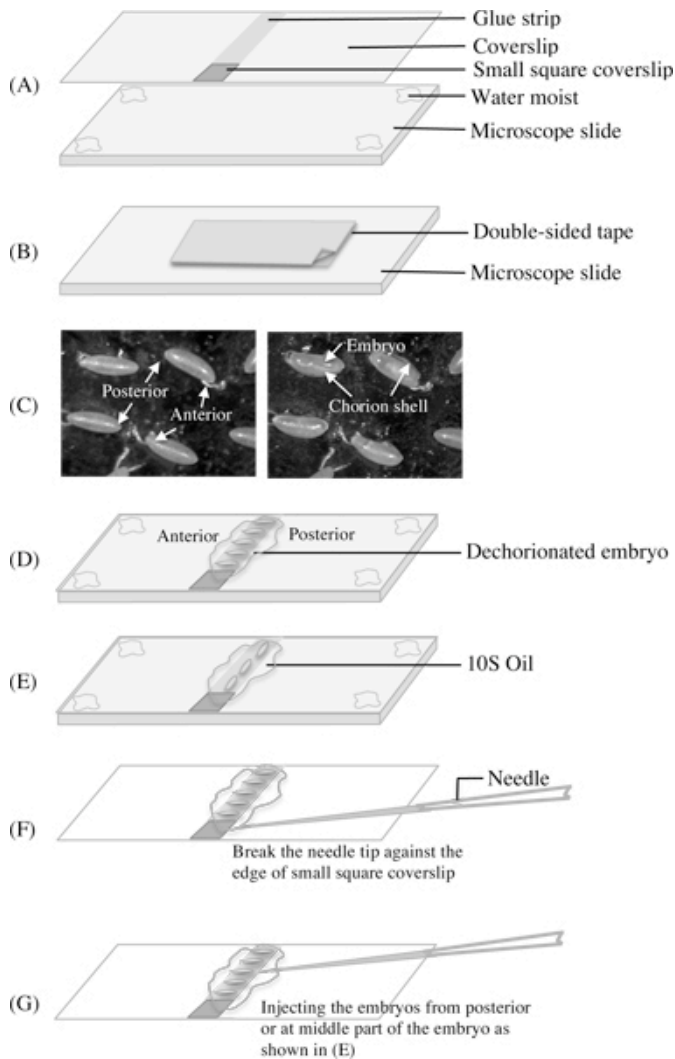 Glue strip
Coverslip
Small square coverslip
(A)
Water moist
Microscope slide
Double-sided tape
(B)
Microscope slide
Embryo
Posterior
(C)
Anterior
Chorion shell
Anterior
Posterior
Dechorionated embryo
(D)
10S Oil
(E)
Needle
(F)
Break the needle tip against the
edge of small square coverslip
(G)
Injecting the embryos from posterior
or at middle part of the embryo as
shown in (E)